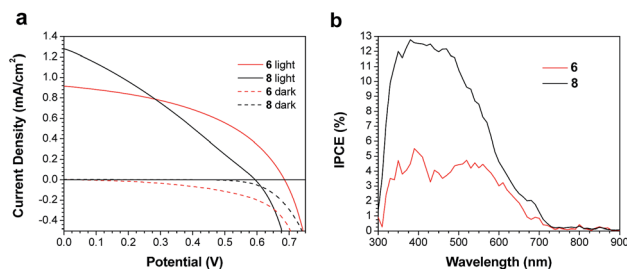 a
Current Density (mA/cm²)
1.4
1.2
1.0
0.8
0.6
0.4
0.2
0.0
-0.2
-0.4
6 light
8 light
6 dark
8 dark
0.0 0.1 0.2 0.3 0.4 0.5 0.6 0.7
Potential (V)
b
IPCE (%)
13
12
11
10
9
8
7
6
5
4
3
2
1
0
6
8
300 400 500 600 700 800 900
Wavelength (nm)